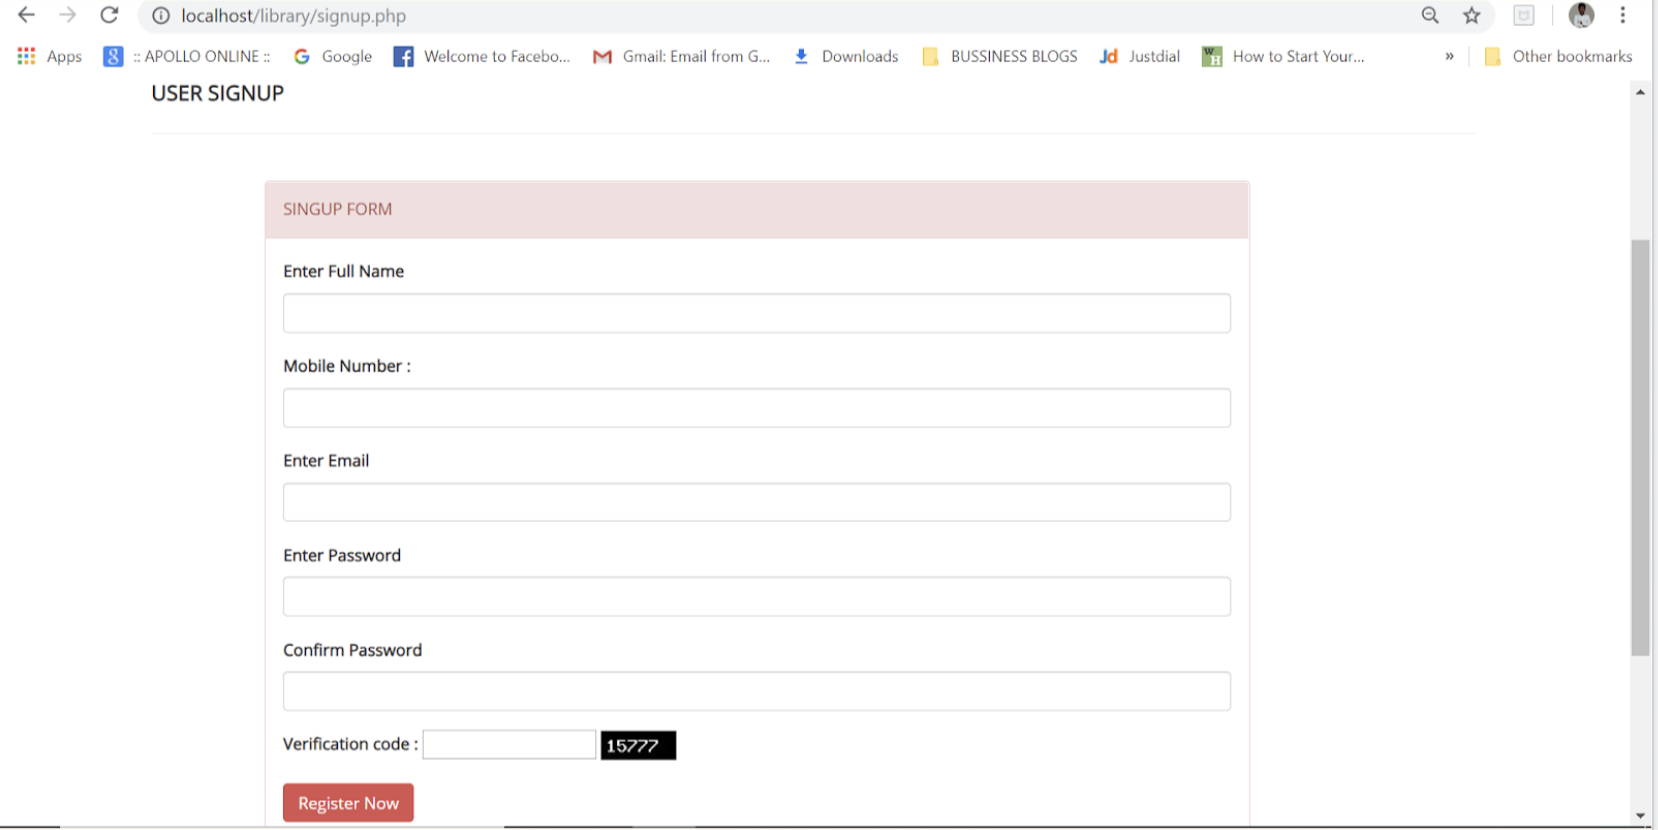 localhost/library/signup.php
Apps :: APOLLO ONLINE :: Google Welcome to Facebo... Gmail: Email from G... Downloads BUSSINESS BLOGS Jd Justdial How to Start Your... » Other bookmarks
USER SIGNUP
SINGUP FORM
Enter Full Name
Mobile Number :
Enter Email
Enter Password
Confirm Password
Verification code : 15777
Register Now